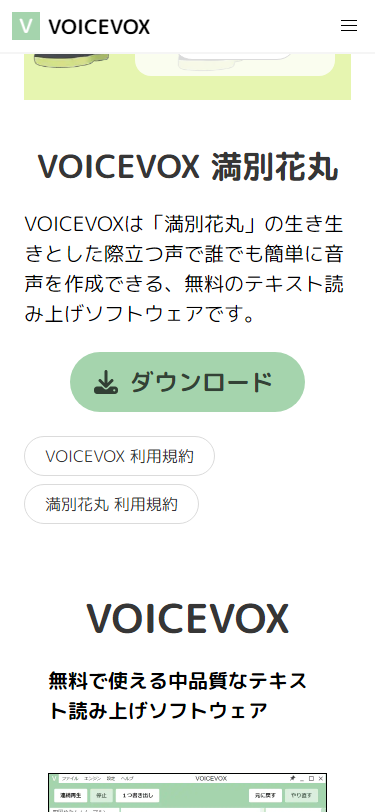 V VOICEVOX
VOICEVOX 満別花丸
VOICEVOXは「満別花丸」の生き生
きとした際立つ声で誰でも簡単に音
声を作成できる、無料のテキスト読
み上げソフトウェアです。
ダウンロード
VOICEVOX 利用規約
満別花丸 利用規約
VOICEVOX
無料で使える中品質なテキス
ト読み上げソフトウェア
V ファイル エンジン 設定 ヘルプ VOICEVOX
連続再生 停止 1つ書き出し 元に戻す やり直す